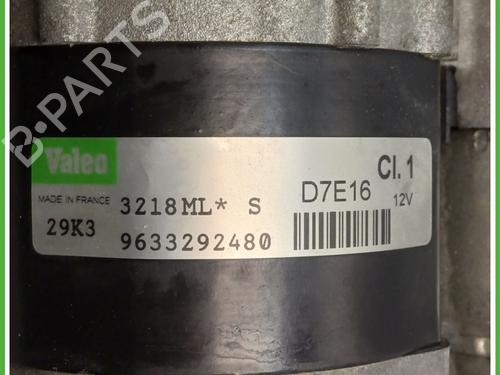 B-PARTS
Valeo
Cl. 1
MADE IN FRANCE
3218ML* S
D7E16
12V
29K3
9633292480